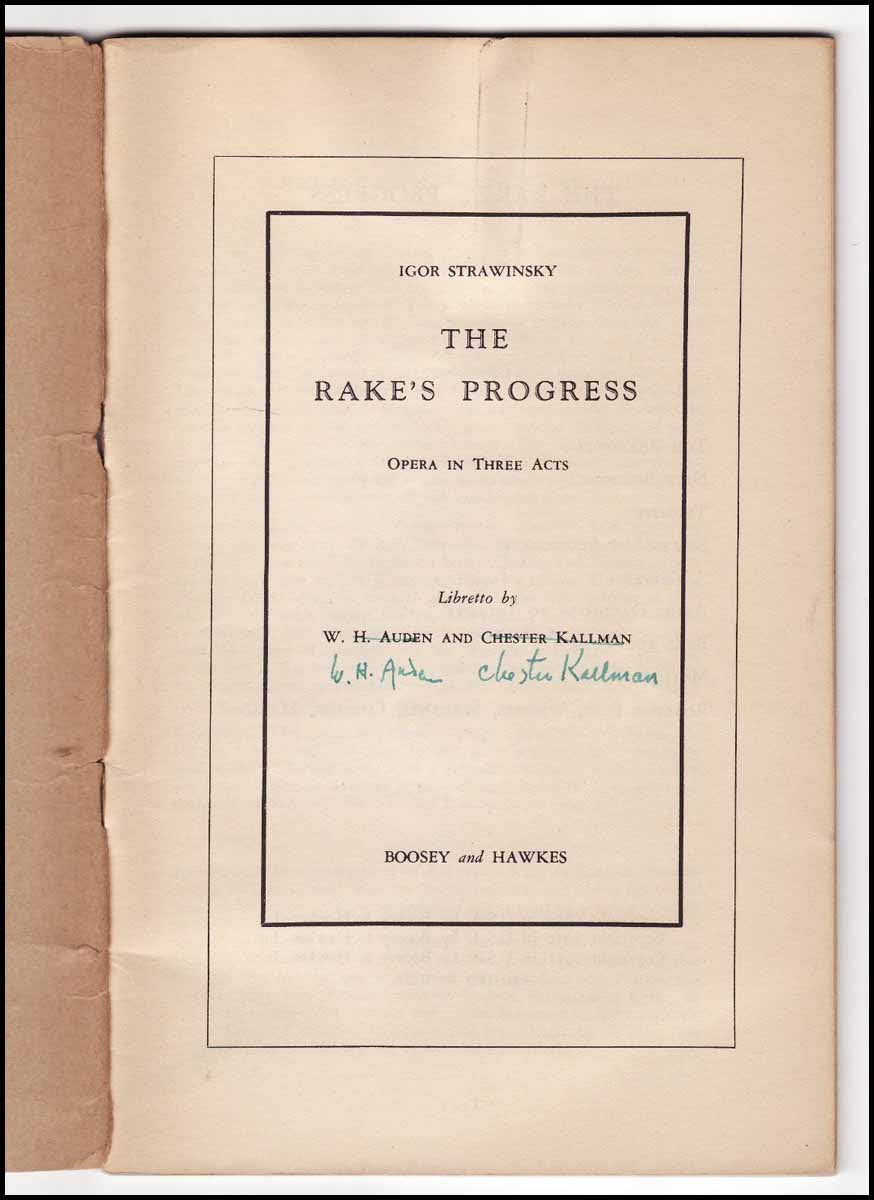 IGOR STRAWINSKY
THE
RAKE'S PROGRESS
OPERA IN THREE ACTS
Libretto by
W. H. AUDEN AND CHESTER KALLMAN
W. H. Auden Chester Kallman
BOOSEY and HAWKES